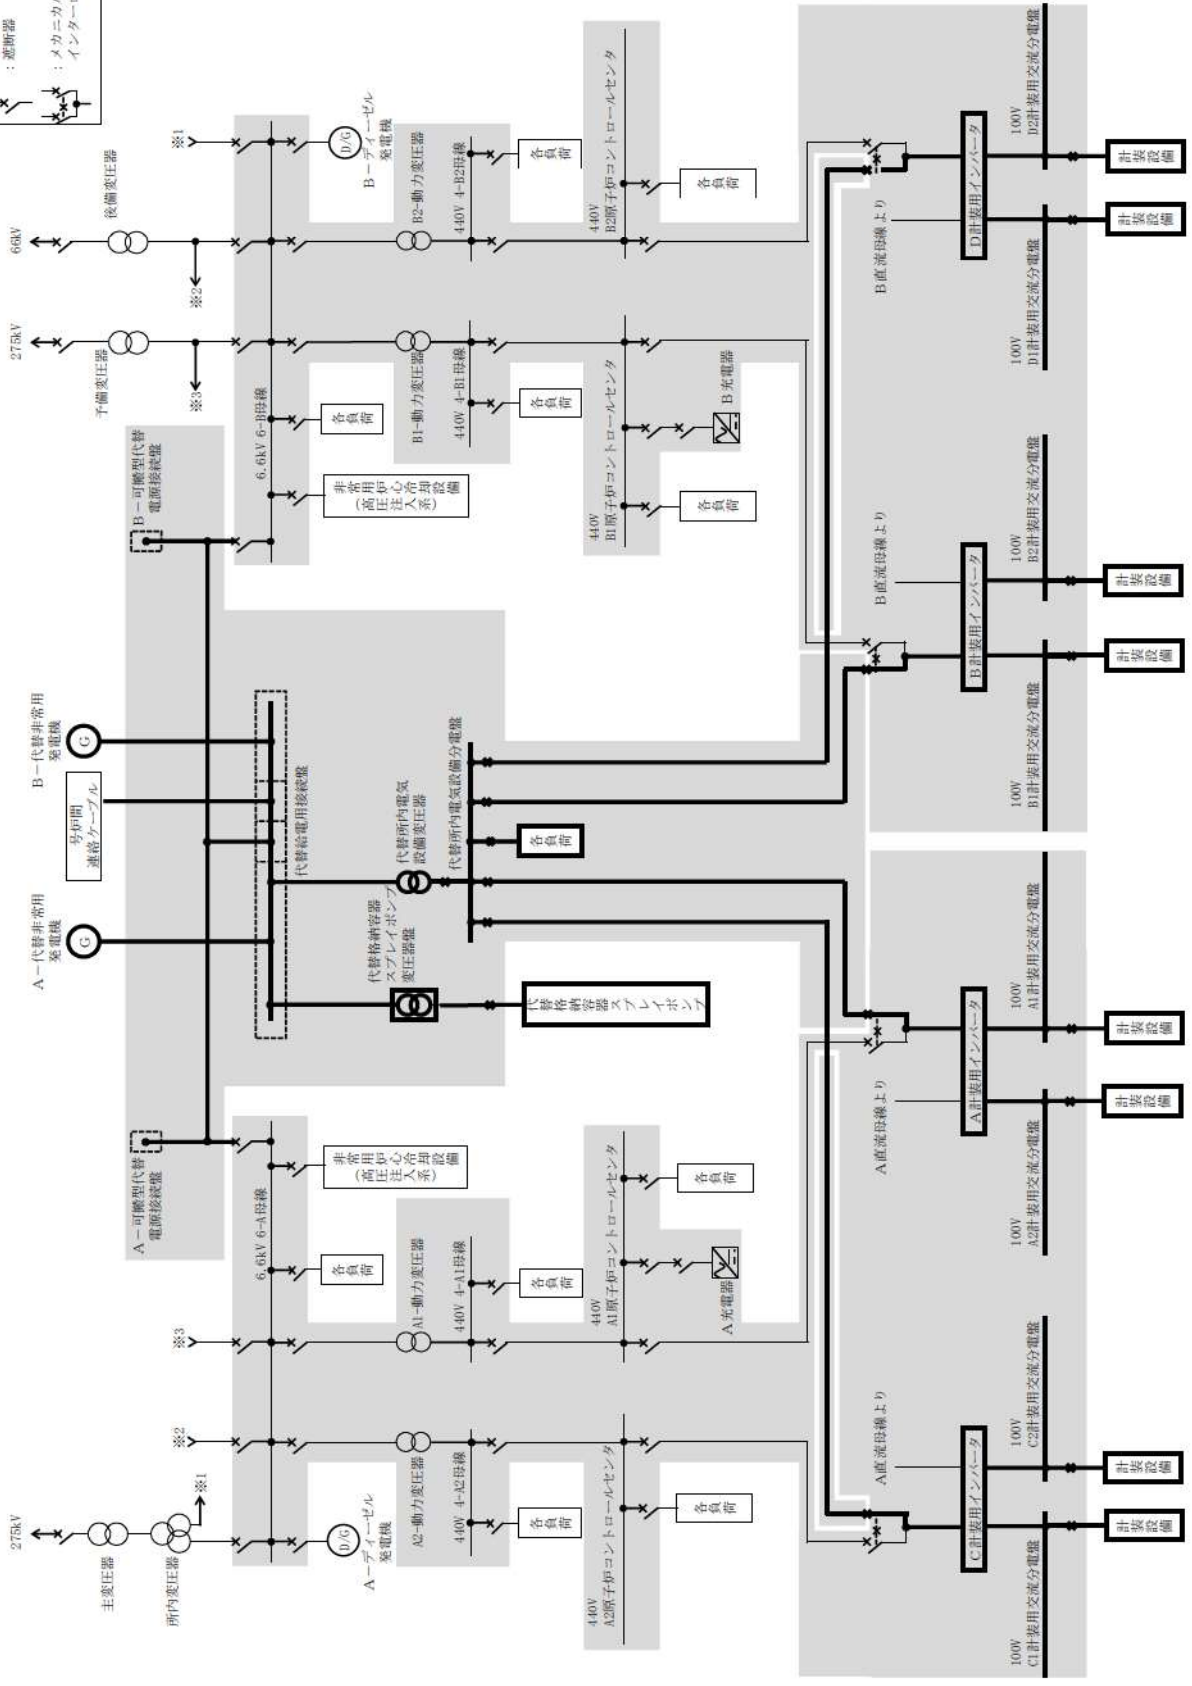 ：遮断器
：メカニカル
インターロ
66kV
後備変圧器
※2
※1
275kV
予備変圧器
※3
B－可搬型代替
電源接続盤
6.6kV 6-B母線
各負荷
非常用炉心冷却設備
(高圧注入系)
D/G
B－ディーゼル
発電機
B2-動力変圧器
440V 4-B2母線
各負荷
440V
B2原子炉コントロールセンタ
各負荷
B1-動力変圧器
440V 4-B1母線
各負荷
440V
B1原子炉コントロールセンタ
各負荷
B充電器
B－代替非常用
発電機
G
号炉間
連絡ケーブル
A－代替非常用
発電機
G
代替給電用接続盤
代替所内電気
設備変圧器
代替所内電気設備分電盤
各負荷
代替格納容器
スプレイポンプ
変圧器盤
代替格納容器スプレイポンプ
A－可搬型代替
電源接続盤
6.6kV 6-A母線
非常用炉心冷却設備
(高圧注入系)
各負荷
※3
※2
※1
275kV
主変圧器
所内変圧器
D/G
A－ディーゼル
発電機
A1-動力変圧器
440V 4-A1母線
各負荷
440V
A1原子炉コントロールセンタ
各負荷
A充電器
A2-動力変圧器
440V 4-A2母線
各負荷
440V
A2原子炉コントロールセンタ
各負荷
B直流母線より
D計装用インバータ
100V
D2計装用交流分電盤
計装設備
100V
D1計装用交流分電盤
計装設備
B直流母線より
B計装用インバータ
100V
B2計装用交流分電盤
計装設備
100V
B1計装用交流分電盤
計装設備
A直流母線より
A計装用インバータ
100V
A1計装用交流分電盤
計装設備
100V
A2計装用交流分電盤
計装設備
A直流母線より
C計装用インバータ
100V
C2計装用交流分電盤
計装設備
100V
C1計装用交流分電盤
計装設備